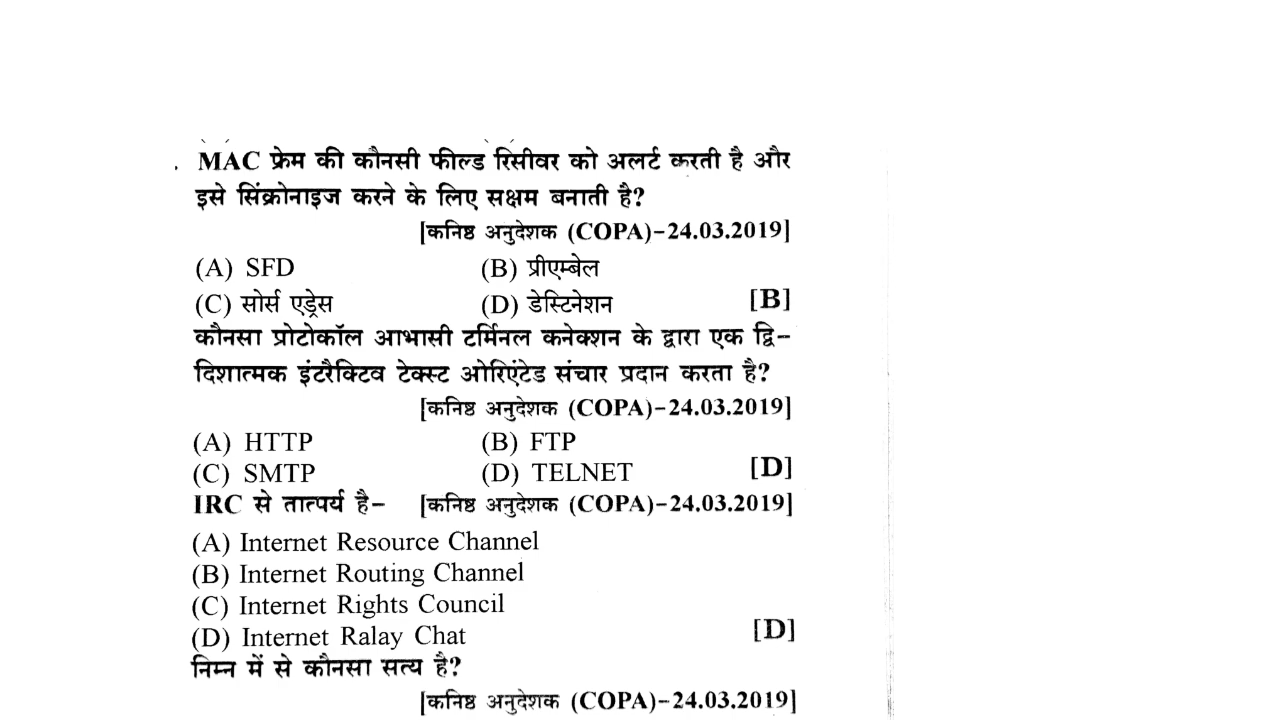 . MAC फ्रेम की कौनसी फील्ड रिसीवर को अलर्ट करती है और
इसे सिंक्रोनाइज करने के लिए सक्षम बनाती है?
[कनिष्ठ अनुदेशक (COPA)-24.03.2019]
(A) SFD (B) प्रीएम्बेल
(C) सोर्स एड्रेस (D) डेस्टिनेशन [B]
कौनसा प्रोटोकॉल आभासी टर्मिनल कनेक्शन के द्वारा एक द्वि-
दिशात्मक इंटरैक्टिव टेक्स्ट ओरिएंटेड संचार प्रदान करता है?
[कनिष्ठ अनुदेशक (COPA)-24.03.2019]
(A) HTTP (B) FTP
(C) SMTP (D) TELNET [D]
IRC से तात्पर्य है- [कनिष्ठ अनुदेशक (COPA)-24.03.2019]
(A) Internet Resource Channel
(B) Internet Routing Channel
(C) Internet Rights Council
(D) Internet Ralay Chat [D]
निम्न में से कौनसा सत्य है?
[कनिष्ठ अनुदेशक (COPA)-24.03.2019]